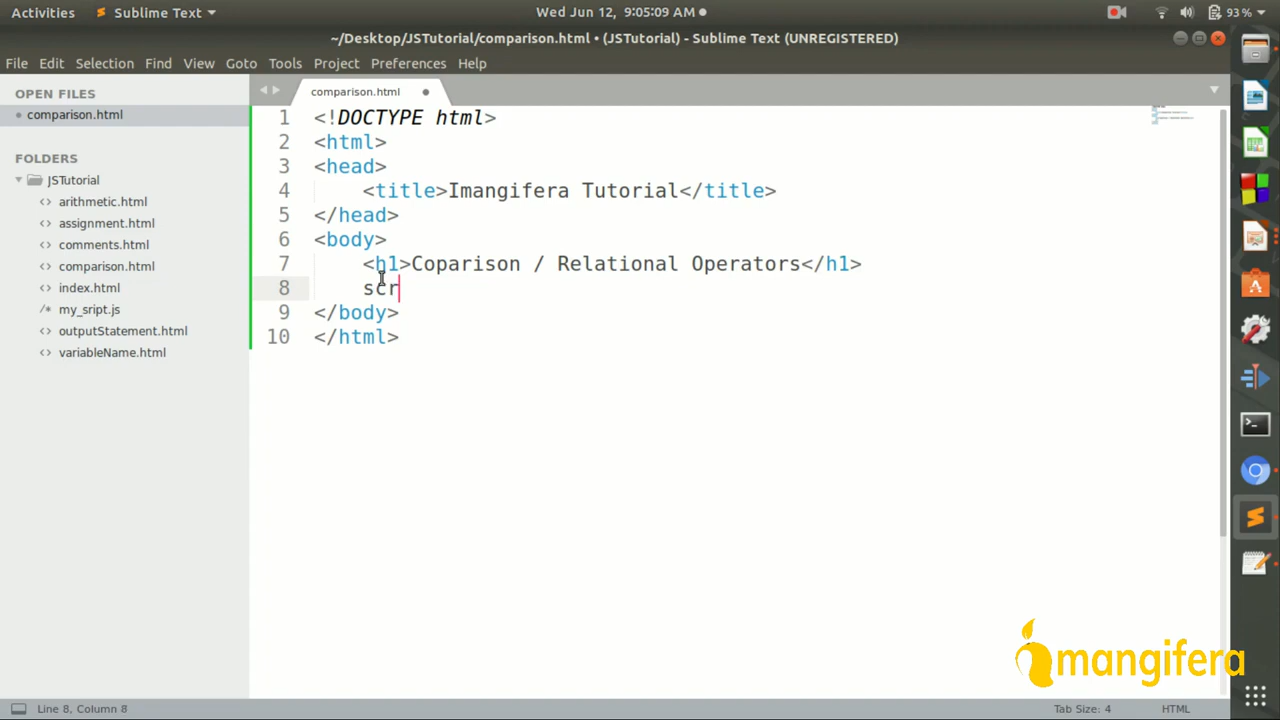 Activities Sublime Text Wed Jun 12, 9:05:09 AM 93 %
~/Desktop/JSTutorial/comparison.html • (JSTutorial) - Sublime Text (UNREGISTERED)
File Edit Selection Find View Goto Tools Project Preferences Help
OPEN FILES
comparison.html
FOLDERS
JSTutorial
arithmetic.html
assignment.html
comments.html
comparison.html
index.html
my_sript.js
outputStatement.html
variableName.html
comparison.html
1 <!DOCTYPE html>
2 <html>
3 <head>
4 <title>Imangifera Tutorial</title>
5 </head>
6 <body>
7 <h1>Coparison / Relational Operators</h1>
8 scr
9 </body>
10 </html>
mangifera
Line 8, Column 8 Tab Size: 4 HTML